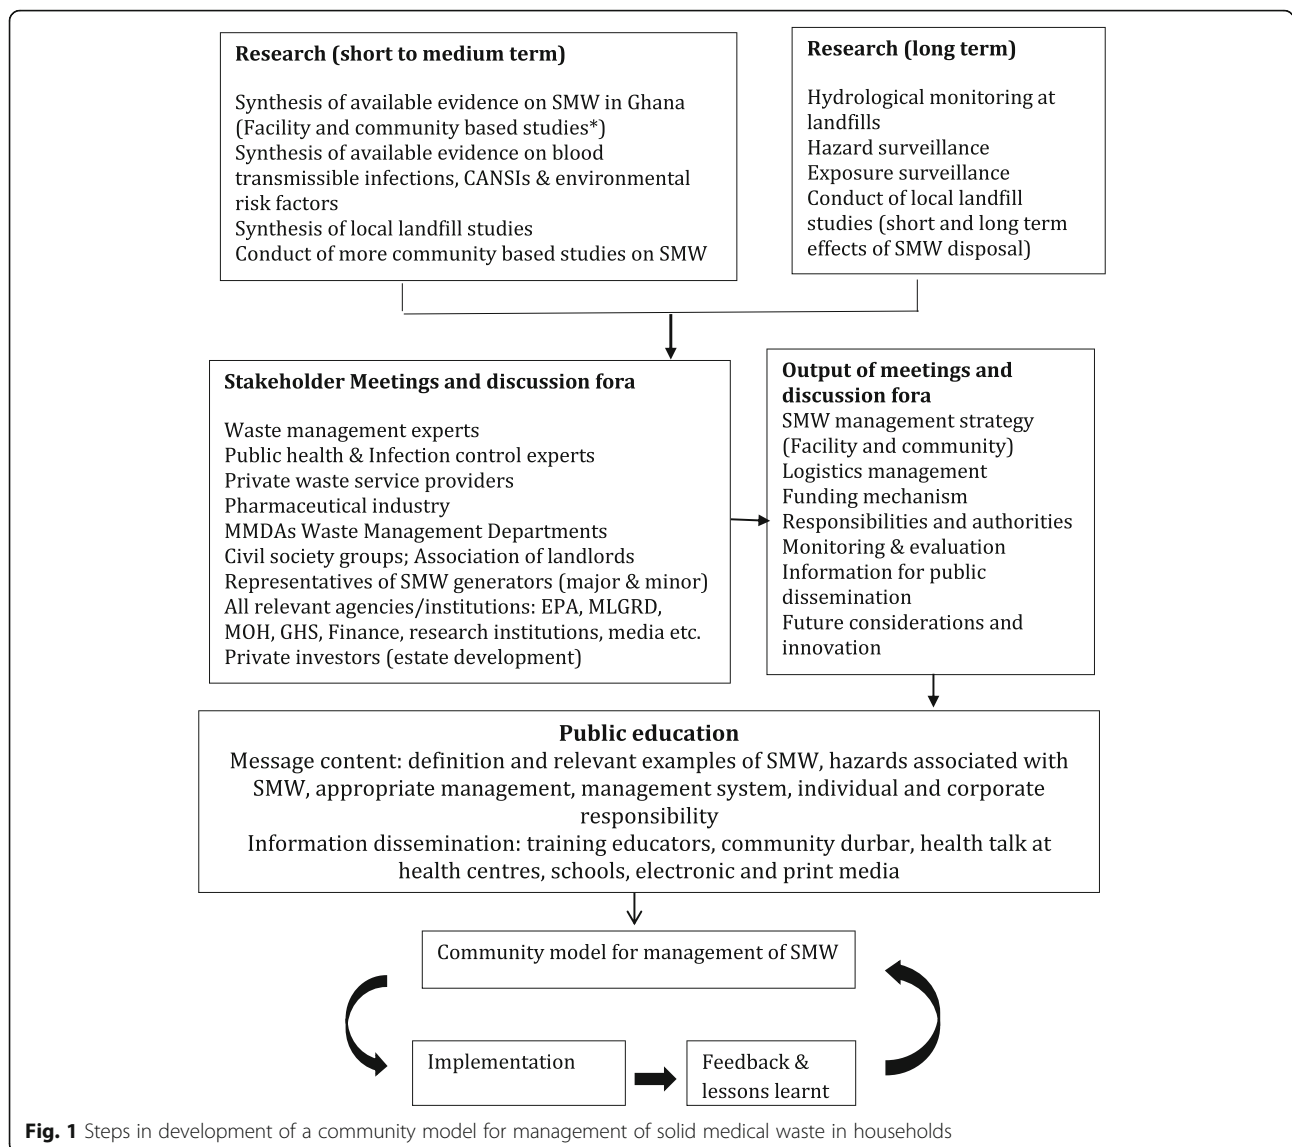 Research (short to medium term)
Synthesis of available evidence on SMW in Ghana
(Facility and community based studies*)
Synthesis of available evidence on blood
transmissible infections, CANSIs & environmental
risk factors
Synthesis of local landfill studies
Conduct of more community based studies on SMW
Research (long term)
Hydrological monitoring at
landfills
Hazard surveillance
Exposure surveillance
Conduct of local landfill
studies (short and long term
effects of SMW disposal)
Stakeholder Meetings and discussion fora
Waste management experts
Public health & Infection control experts
Private waste service providers
Pharmaceutical industry
MMDAs Waste Management Departments
Civil society groups; Association of landlords
Representatives of SMW generators (major & minor)
All relevant agencies/institutions: EPA, MLGRD,
MOH, GHS, Finance, research institutions, media etc.
Private investors (estate development)
Output of meetings and
discussion fora
SMW management strategy
(Facility and community)
Logistics management
Funding mechanism
Responsibilities and authorities
Monitoring & evaluation
Information for public
dissemination
Future considerations and
innovation
Public education
Message content: definition and relevant examples of SMW, hazards associated with
SMW, appropriate management, management system, individual and corporate
responsibility
Information dissemination: training educators, community durbar, health talk at
health centres, schools, electronic and print media
Community model for management of SMW
Implementation
Feedback &
lessons learnt
Fig. 1 Steps in development of a community model for management of solid medical waste in households